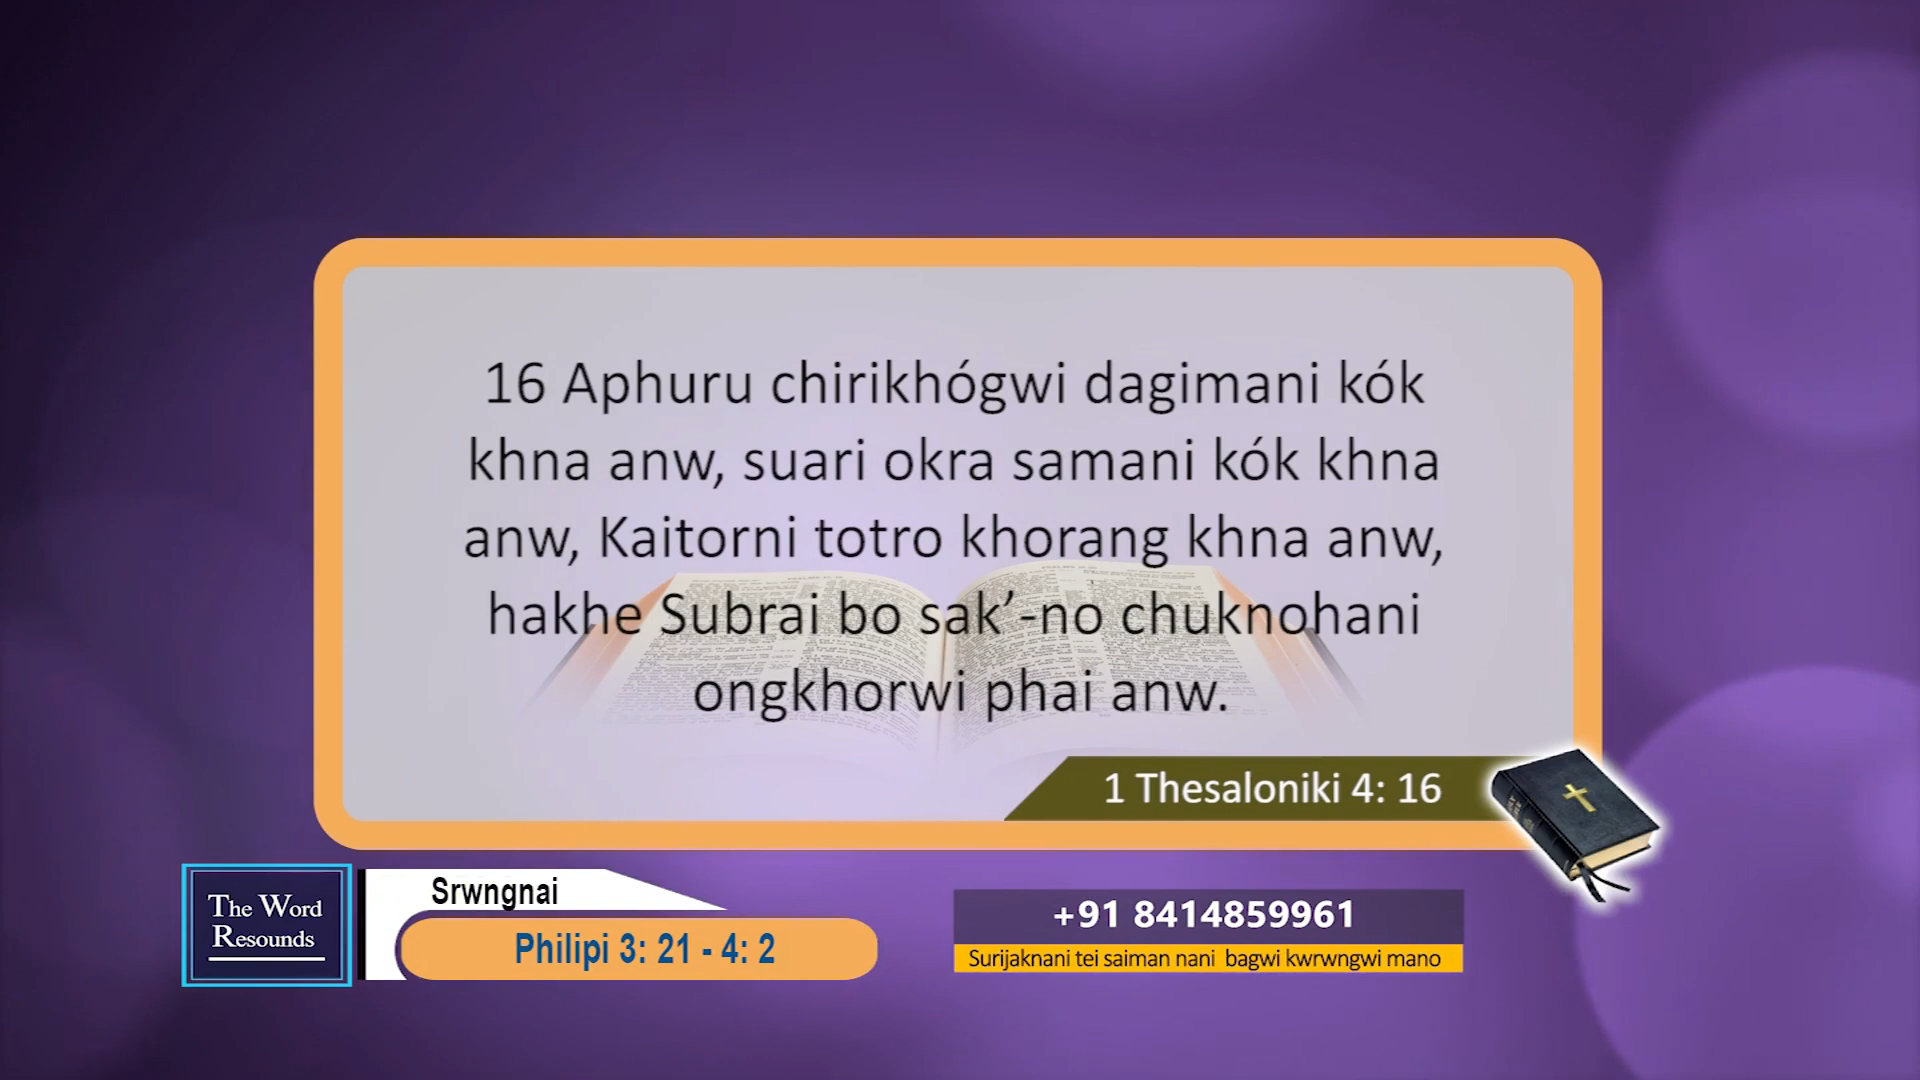 16 Aphuru chirikhógwi dagimani kók
khna anw, suari okra samani kók khna
anw, Kaitorni totro khorang khna anw,
hakhe Subrai bo sak’-no chuknohani
ongkhorwi phai anw.
1 Thesaloniki 4: 16
The Word
Resounds
Srwngnai
Philipi 3: 21 - 4: 2
+91 8414859961
Surijaknani tei saiman nani bagwi kwrwngwi mano